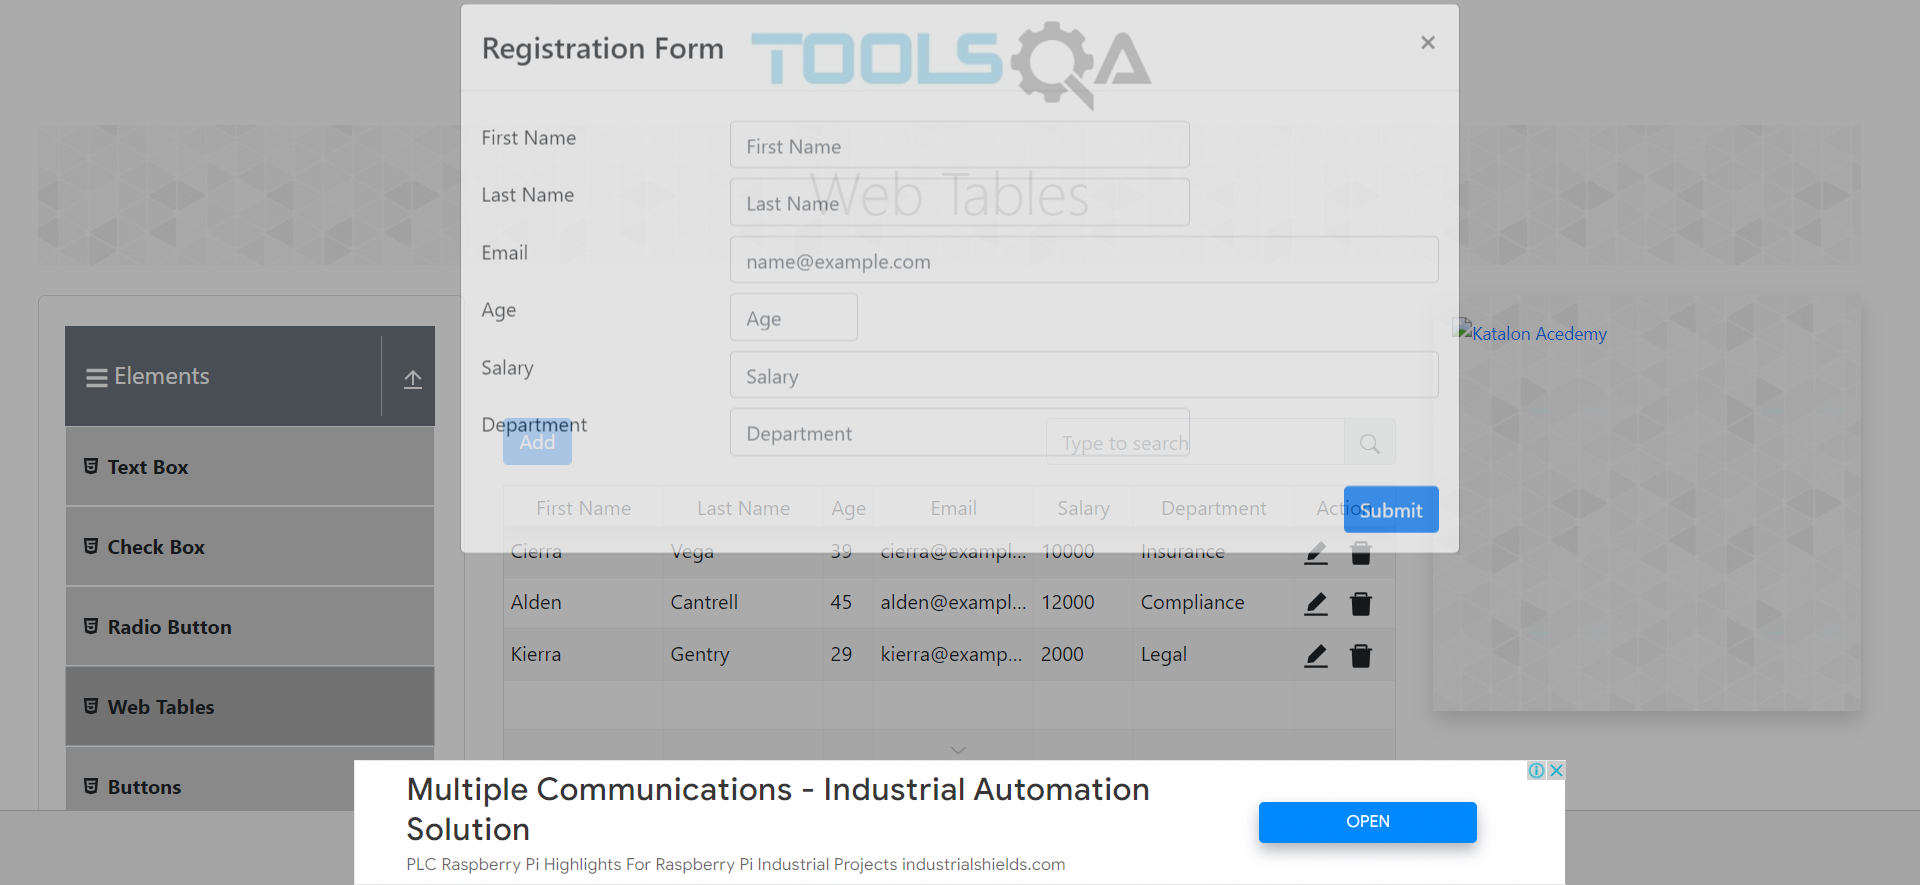 Registration Form
TOOLSQA
×
First Name
First Name
Last Name
Last Name
Web Tables
Email
name@example.com
Age
Age
Salary
Salary
Department
Department
Add
Type to search
Submit
First Name Last Name Age Email Salary Department Action
Cierra Vega 39 cierra@exampl... 10000 Insurance
Alden Cantrell 45 alden@exampl... 12000 Compliance
Kierra Gentry 29 kierra@examp... 2000 Legal
Elements
Text Box
Check Box
Radio Button
Web Tables
Buttons
Katalon Acedemy
Multiple Communications - Industrial Automation
Solution
PLC Raspberry Pi Highlights For Raspberry Pi Industrial Projects industrialshields.com
OPEN